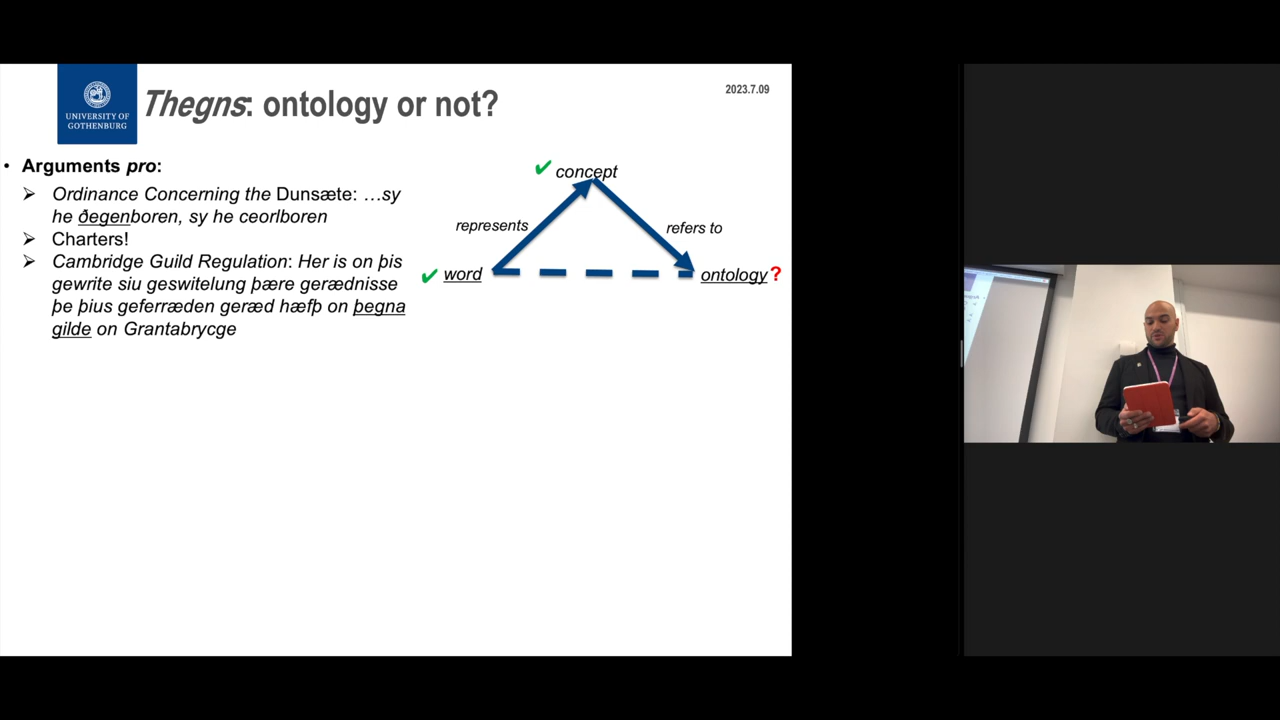 UNIVERSITY OF
GOTHENBURG
Thegns: ontology or not?
2023.7.09
• Arguments pro:
➢ Ordinance Concerning the Dunsæte: …sy
he ðegenboren, sy he ceorlboren
➢ Charters!
➢ Cambridge Guild Regulation: Her is on þis
gewrite siu geswitelung þære gerædnisse
be þius geferræden geræd hæfþ on þegna
gilde on Grantabrycge
✔ concept
represents
refers to
✔ word
ontology?